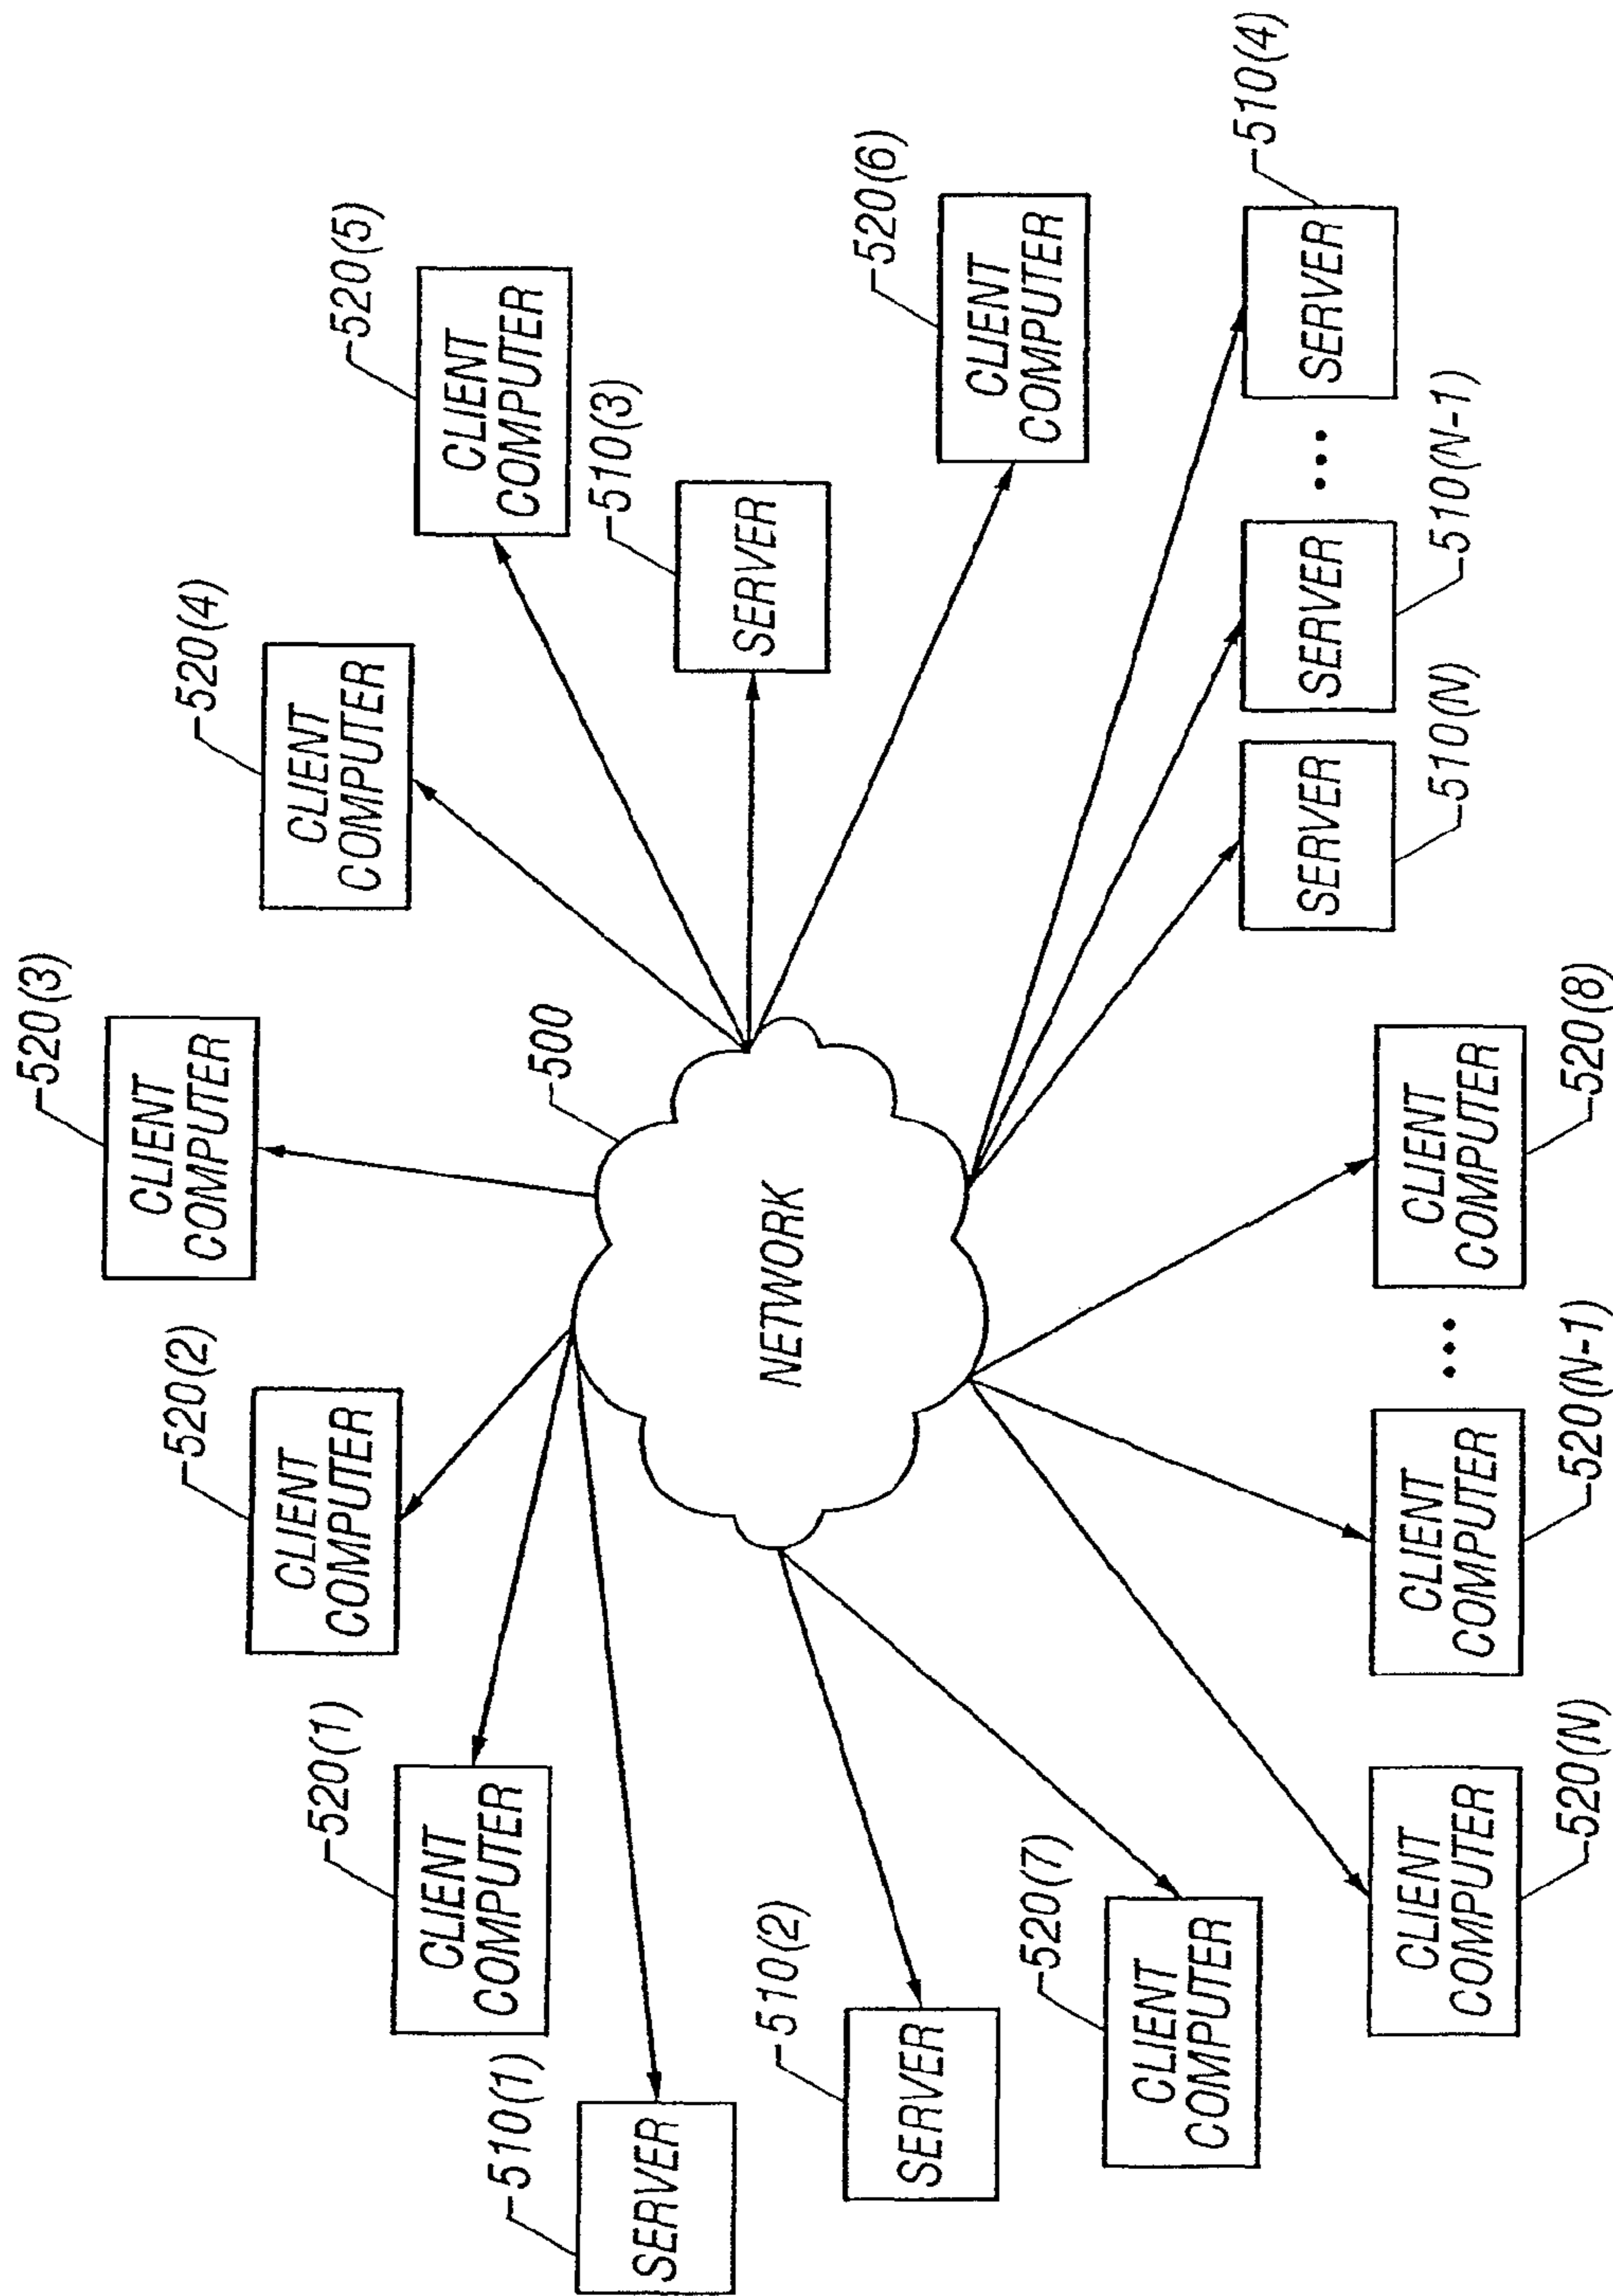 520(3)
CLIENT
COMPUTER
520(2)
CLIENT
COMPUTER
520(4)
CLIENT
COMPUTER
520(1)
CLIENT
COMPUTER
520(5)
CLIENT
COMPUTER
500
510(1)
SERVER
510(3)
SERVER
NETWORK
510(2)
SERVER
520(6)
CLIENT
COMPUTER
520(7)
CLIENT
COMPUTER
CLIENT
COMPUTER
520(N)
CLIENT
COMPUTER
520(N-1)
...
CLIENT
COMPUTER
520(8)
SERVER
510(N)
SERVER
510(N-1)
...
SERVER
510(4)